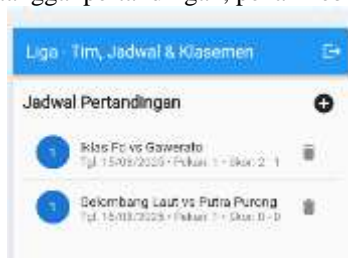 Liga - Tim, Jadwal & Klasemen
Jadwal Pertandingan
1
Iklas Fc vs Gawerato
Tgl: 15/08/2025 • Pekan: 1 • Skor: 2 - 1
1
Gelombang Laut vs Putra Purong
Tgl: 15/08/2025 • Pekan: 1 • Skor: 0 - 0